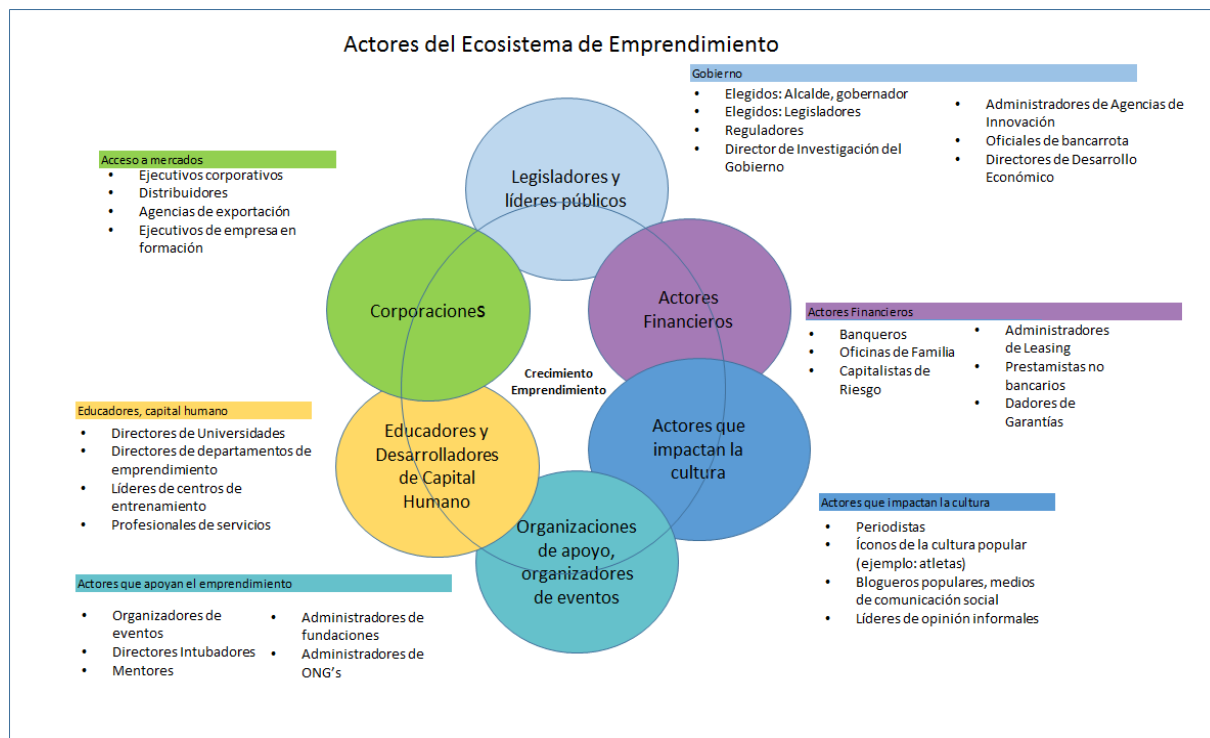 Actores del Ecosistema de Emprendimiento
Gobierno
• Elegidos: Alcalde, gobernador
• Elegidos: Legisladores
• Reguladores
• Director de Investigación del
Gobierno
• Administradores de Agencias de
Innovación
• Oficiales de bancarrota
• Directores de Desarrollo
Económico
Acceso a mercados
• Ejecutivos corporativos
• Distribuidores
• Agencias de exportación
• Ejecutivos de empresa en
formación
Legisladores y
líderes públicos
Corporaciones
Actores
Financieros
Actores Financieros
• Banqueros
• Oficinas de Familia
• Capitalistas de
Riesgo
• Administradores
de Leasing
• Prestamistas no
bancarios
• Dadores de
Garantías
Crecimiento
Emprendimiento
Educadores, capital humano
• Directores de Universidades
• Directores de departamentos de
emprendimiento
• Líderes de centros de
entrenamiento
• Profesionales de servicios
Educadores y
Desarrolladores
de Capital
Humano
Actores que
impactan la
cultura
Actores que impactan la cultura
• Periodistas
• Íconos de la cultura popular
(ejemplo: atletas)
• Blogueros populares, medios
de comunicación social
• Líderes de opinión informales
Organizaciones
de apoyo,
organizadores
de eventos
Actores que apoyan el emprendimiento
• Organizadores de
eventos
• Directores Intubadores
• Mentores
• Administradores de
fundaciones
• Administradores de
ONG's